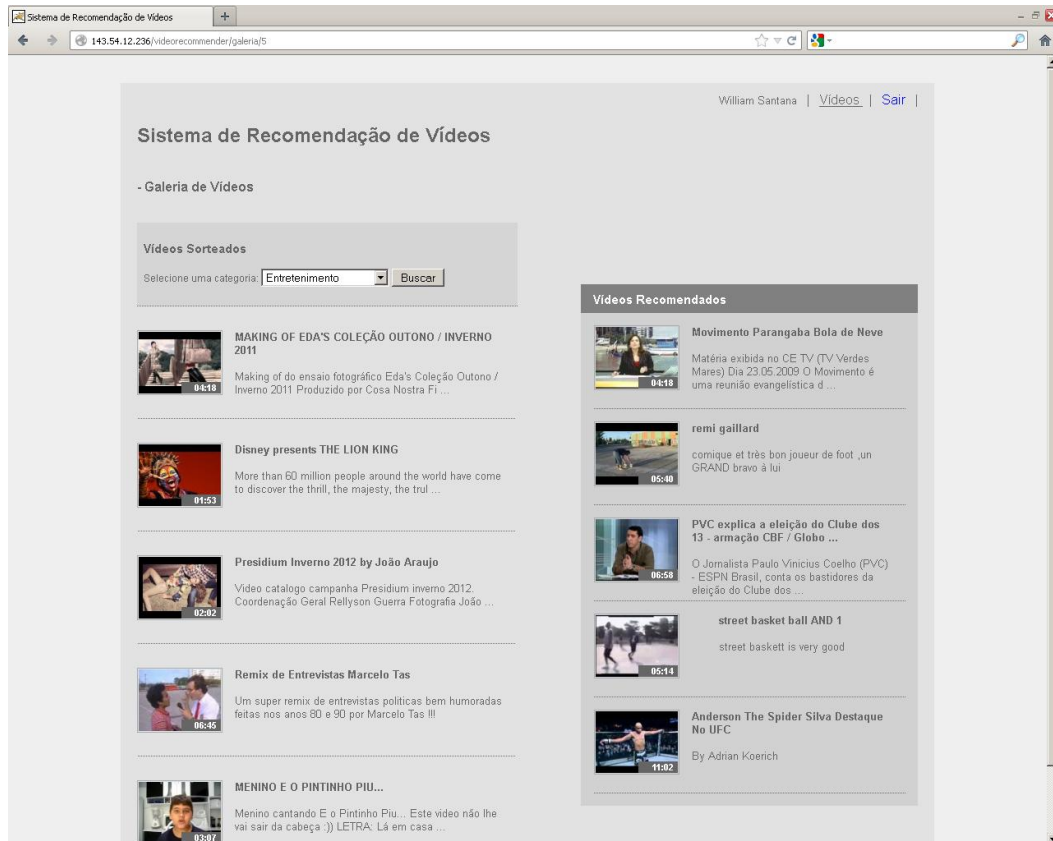 Sistema de Recomendação de Vídeos
+
143.54.12.236/videorecommender/galeria/5
William Santana | Vídeos | Sair |
Sistema de Recomendação de Vídeos
- Galeria de Vídeos
Vídeos Sorteados
Selecione uma categoria: Entretenimento Buscar
MAKING OF EDA'S COLEÇÃO OUTONO / INVERNO
2011
Making of do ensaio fotográfico Eda's Coleção Outono /
Inverno 2011 Produzido por Cosa Nostra Fi ...
04:18
Disney presents THE LION KING
More than 60 million people around the world have come
to discover the thrill, the majesty, the trul ...
01:53
Presidium Inverno 2012 by João Araujo
Video catalogo campanha Presidium inverno 2012.
Coordenação Geral Rellyson Guerra Fotografia João ...
02:02
Remix de Entrevistas Marcelo Tas
Um super remix de entrevistas politicas bem humoradas
feitas nos anos 80 e 90 por Marcelo Tas !!!
06:45
MENINO E O PINTINHO PIU...
Menino cantando E o Pintinho Piu... Este video não lhe
vai sair da cabeça :)) LETRA: Lá em casa ...
03:07
Vídeos Recomendados
Movimento Parangaba Bola de Neve
Matéria exibida no CE TV (TV Verdes
Mares) Dia 23.05.2009 O Movimento é
uma reunião evangelística d ...
04:18
remi gaillard
comique et très bon joueur de foot ,un
GRAND bravo à lui
05:40
PVC explica a eleição do Clube dos
13 - armação CBF / Globo ...
O Jornalista Paulo Vinicius Coelho (PVC)
- ESPN Brasil, conta os bastidores da
eleição do Clube dos ...
06:58
street basket ball AND 1
street baskett is very good
05:14
Anderson The Spider Silva Destaque
No UFC
By Adrian Koerich
11:02